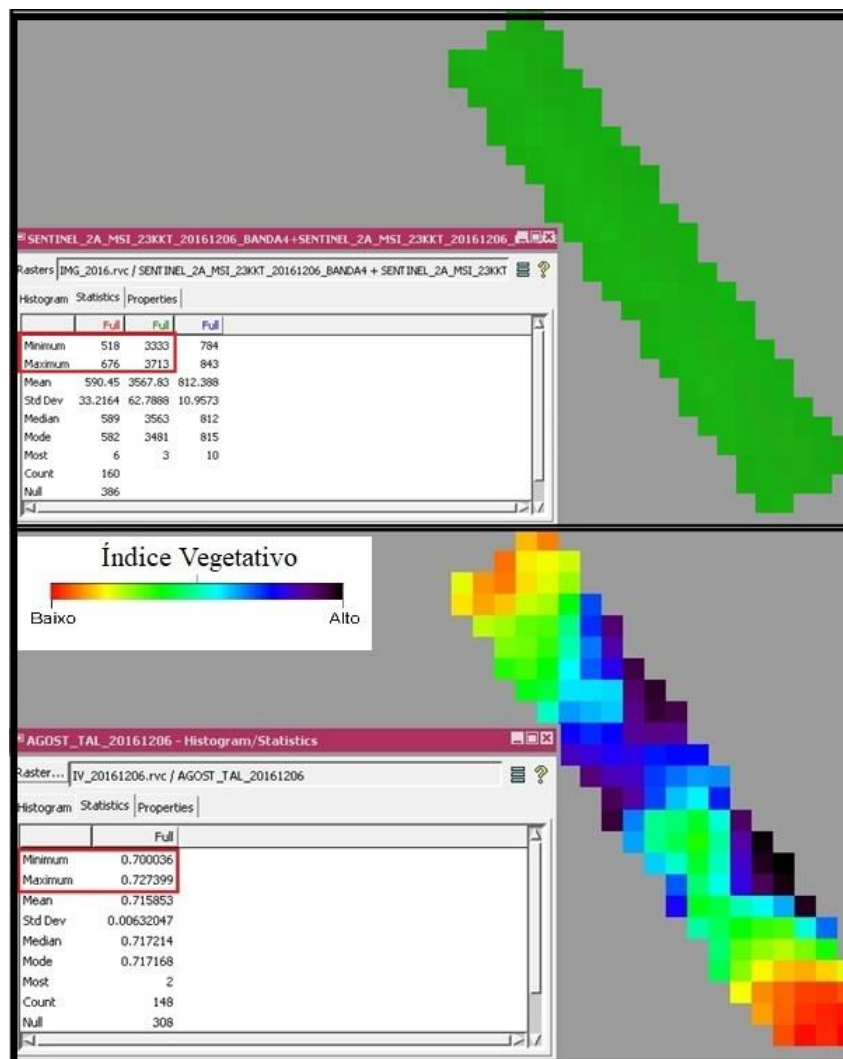 SENTINEL_2A_MSI_23KKT_20161206_BANDA4+SENTINEL_2A_MSI_23KKT_20161206_
Rasters IMG_2016.rvc / SENTINEL_2A_MSI_23KKT_20161206_BANDA4 + SENTINEL_2A_MSI_23KKT
Histogram Statistics Properties
Full Full Full
Minimum 518 3333 784
Maximum 676 3713 843
Mean 590.45 3567.83 812.388
Std Dev 33.2164 62.7888 10.9573
Median 589 3563 812
Mode 582 3481 815
Most 6 3 10
Count 160
Null 386
Índice Vegetativo
Baixo Alto
AGOST_TAL_20161206 - Histogram/Statistics
Raster... IV_20161206.rvc / AGOST_TAL_20161206
Histogram Statistics Properties
Full
Minimum 0.700036
Maximum 0.727399
Mean 0.715853
Std Dev 0.00632047
Median 0.717214
Mode 0.717168
Most 2
Count 148
Null 308